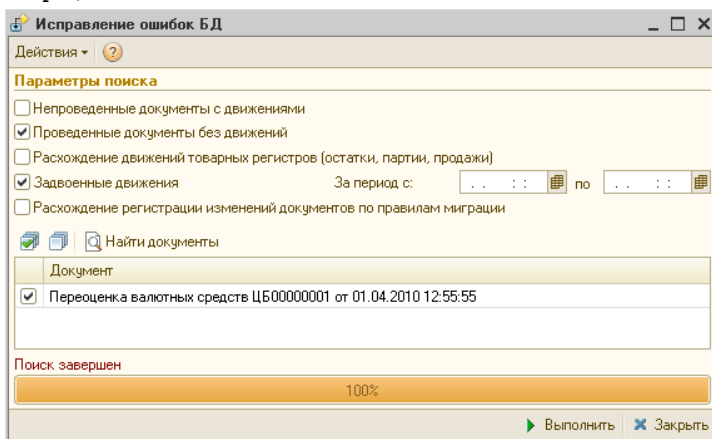 Исправление ошибок БД
Действия
Параметры поиска
Непроведенные документы с движениями
Проведенные документы без движений
Расхождение движений товарных регистров (остатки, партии, продажи)
Задвоенные движения За период с: . . : : по . . : :
Расхождение регистрации изменений документов по правилам миграции
Найти документы
Документ
Переоценка валютных средств ЦБ00000001 от 01.04.2010 12:55:55
Поиск завершен
100%
Выполнить Закрыть